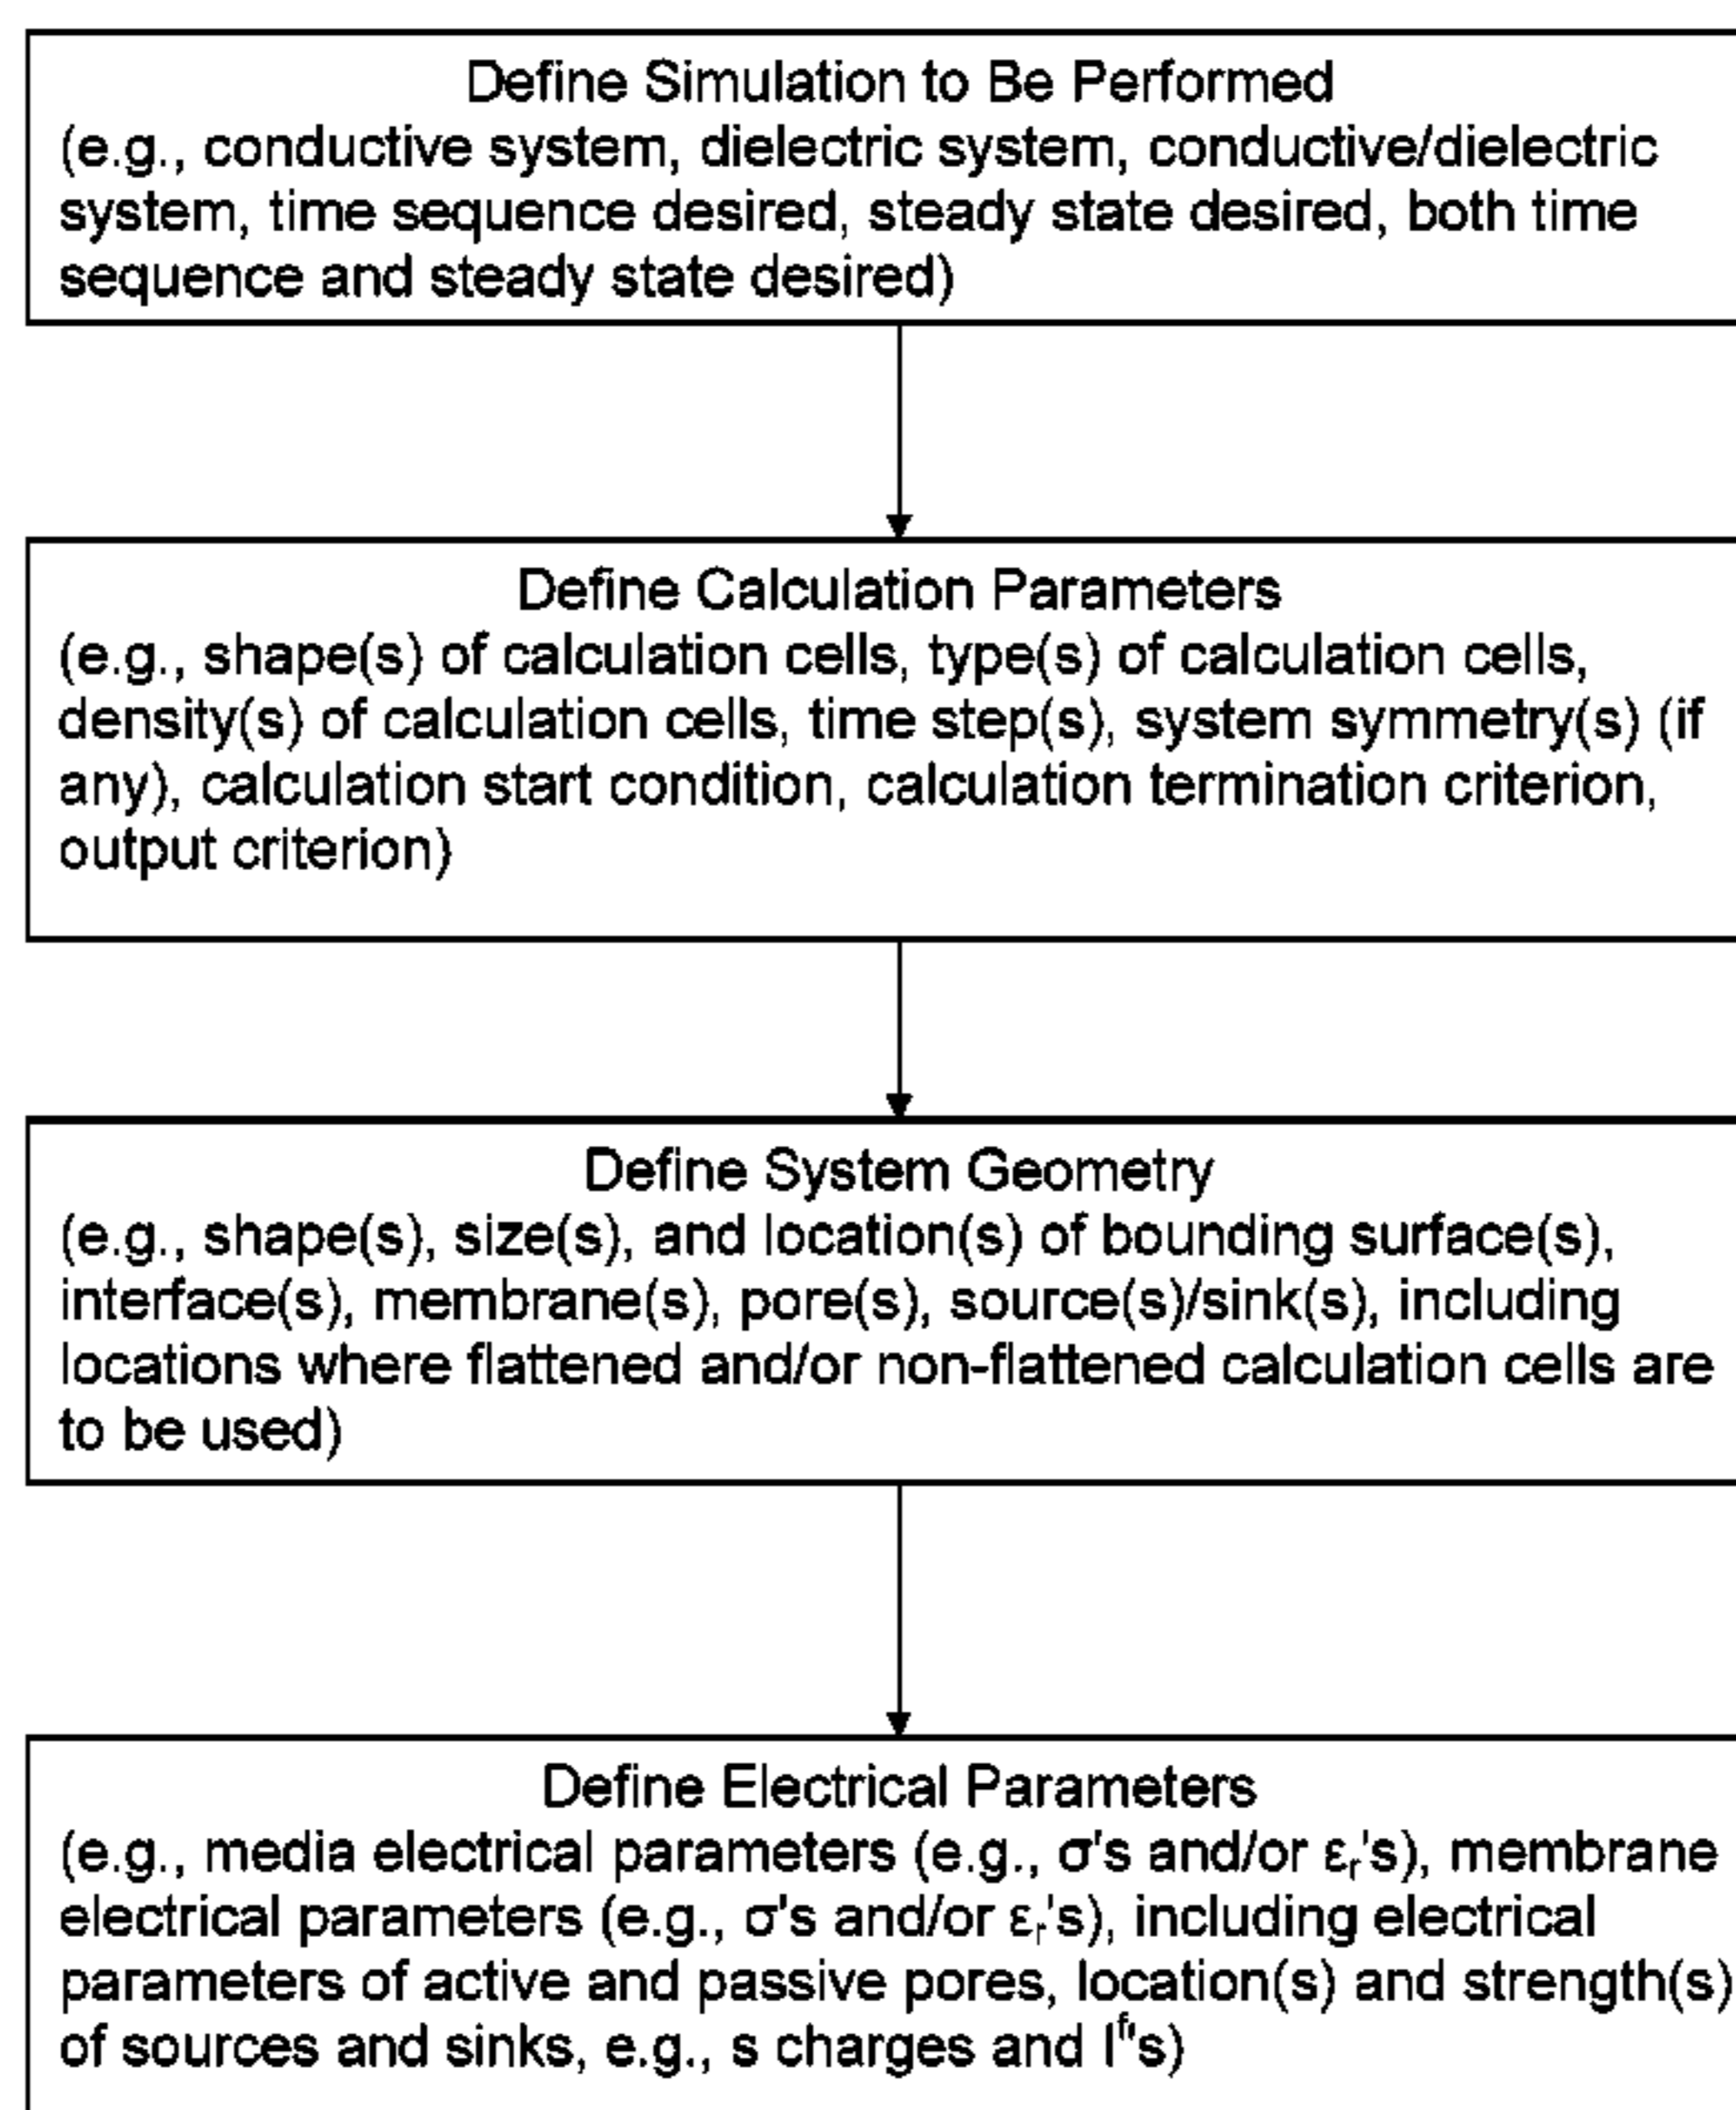 Define Simulation to Be Performed
(e.g., conductive system, dielectric system, conductive/dielectric
system, time sequence desired, steady state desired, both time
sequence and steady state desired)
Define Calculation Parameters
(e.g., shape(s) of calculation cells, type(s) of calculation cells,
density(s) of calculation cells, time step(s), system symmetry(s) (if
any), calculation start condition, calculation termination criterion,
output criterion)
Define System Geometry
(e.g., shape(s), size(s), and location(s) of bounding surface(s),
interface(s), membrane(s), pore(s), source(s)/sink(s), including
locations where flattened and/or non-flattened calculation cells are
to be used)
Define Electrical Parameters
(e.g., media electrical parameters (e.g., σ's and/or εᵣ's), membrane
electrical parameters (e.g., σ's and/or εᵣ's), including electrical
parameters of active and passive pores, location(s) and strength(s)
of sources and sinks, e.g., s charges and Iᶠ's)